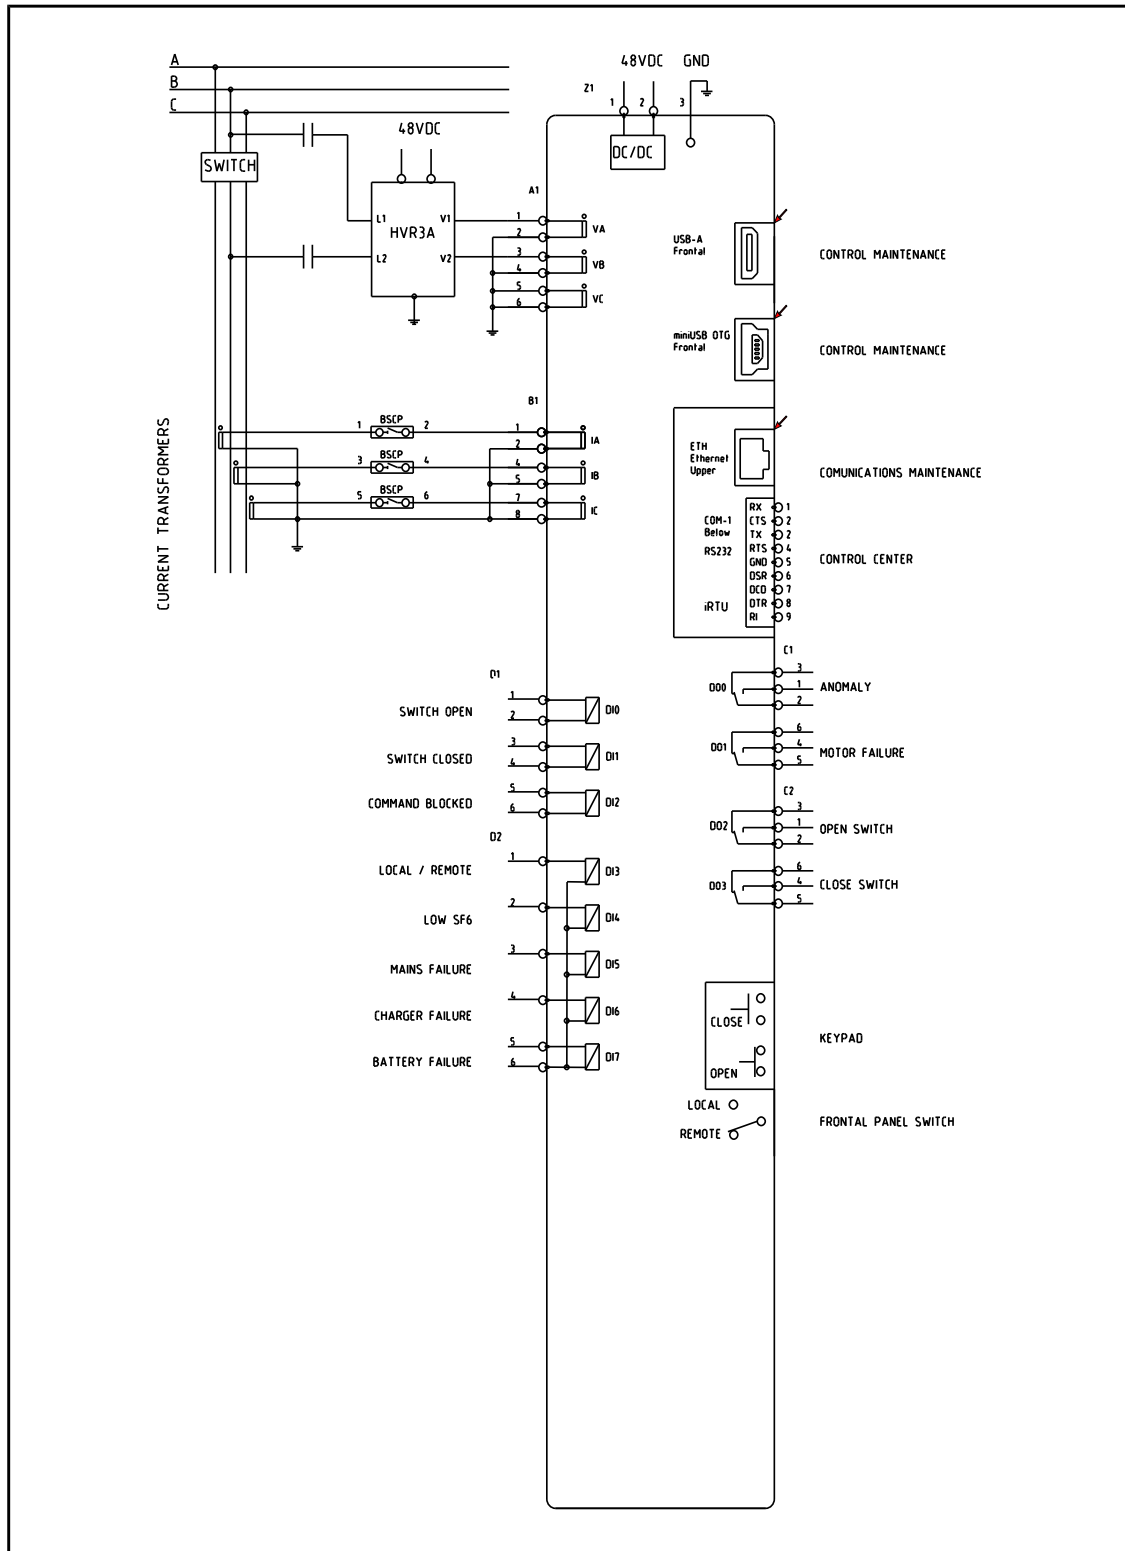 48VDC GND
Z1
1 2 3
DC/DC
A
B
C
SWITCH
48VDC
L1 V1
HVR3A
L2 V2
A1
1
2
VA
3
4
VB
5
6
VC
USB-A
Frontal
CONTROL MAINTENANCE
miniUSB OTG
Frontal
CONTROL MAINTENANCE
CURRENT TRANSFORMERS
B1
1 BSCP 2
1
2
IA
3 BSCP 4
4
5
IB
5 BSCP 6
7
8
IC
ETH
Ethernet
Upper
COMUNICATIONS MAINTENANCE
COM-1
Below
RS232
iRTU
RX 1
CTS 2
TX 2
RTS 4
GND 5
DSR 6
DCD 7
DTR 8
RI 9
CONTROL CENTER
C1
DO0
3
1
2
ANOMALY
DO1
6
4
5
MOTOR FAILURE
C2
DO2
3
1
2
OPEN SWITCH
DO3
6
4
5
CLOSE SWITCH
D1
SWITCH OPEN
1
2
DI0
SWITCH CLOSED
3
4
DI1
COMMAND BLOCKED
5
6
DI2
D2
LOCAL / REMOTE
1
DI3
LOW SF6
2
DI4
MAINS FAILURE
3
DI5
CHARGER FAILURE
4
DI6
BATTERY FAILURE
5
6
DI7
CLOSE
OPEN
KEYPAD
LOCAL
REMOTE
FRONTAL PANEL SWITCH